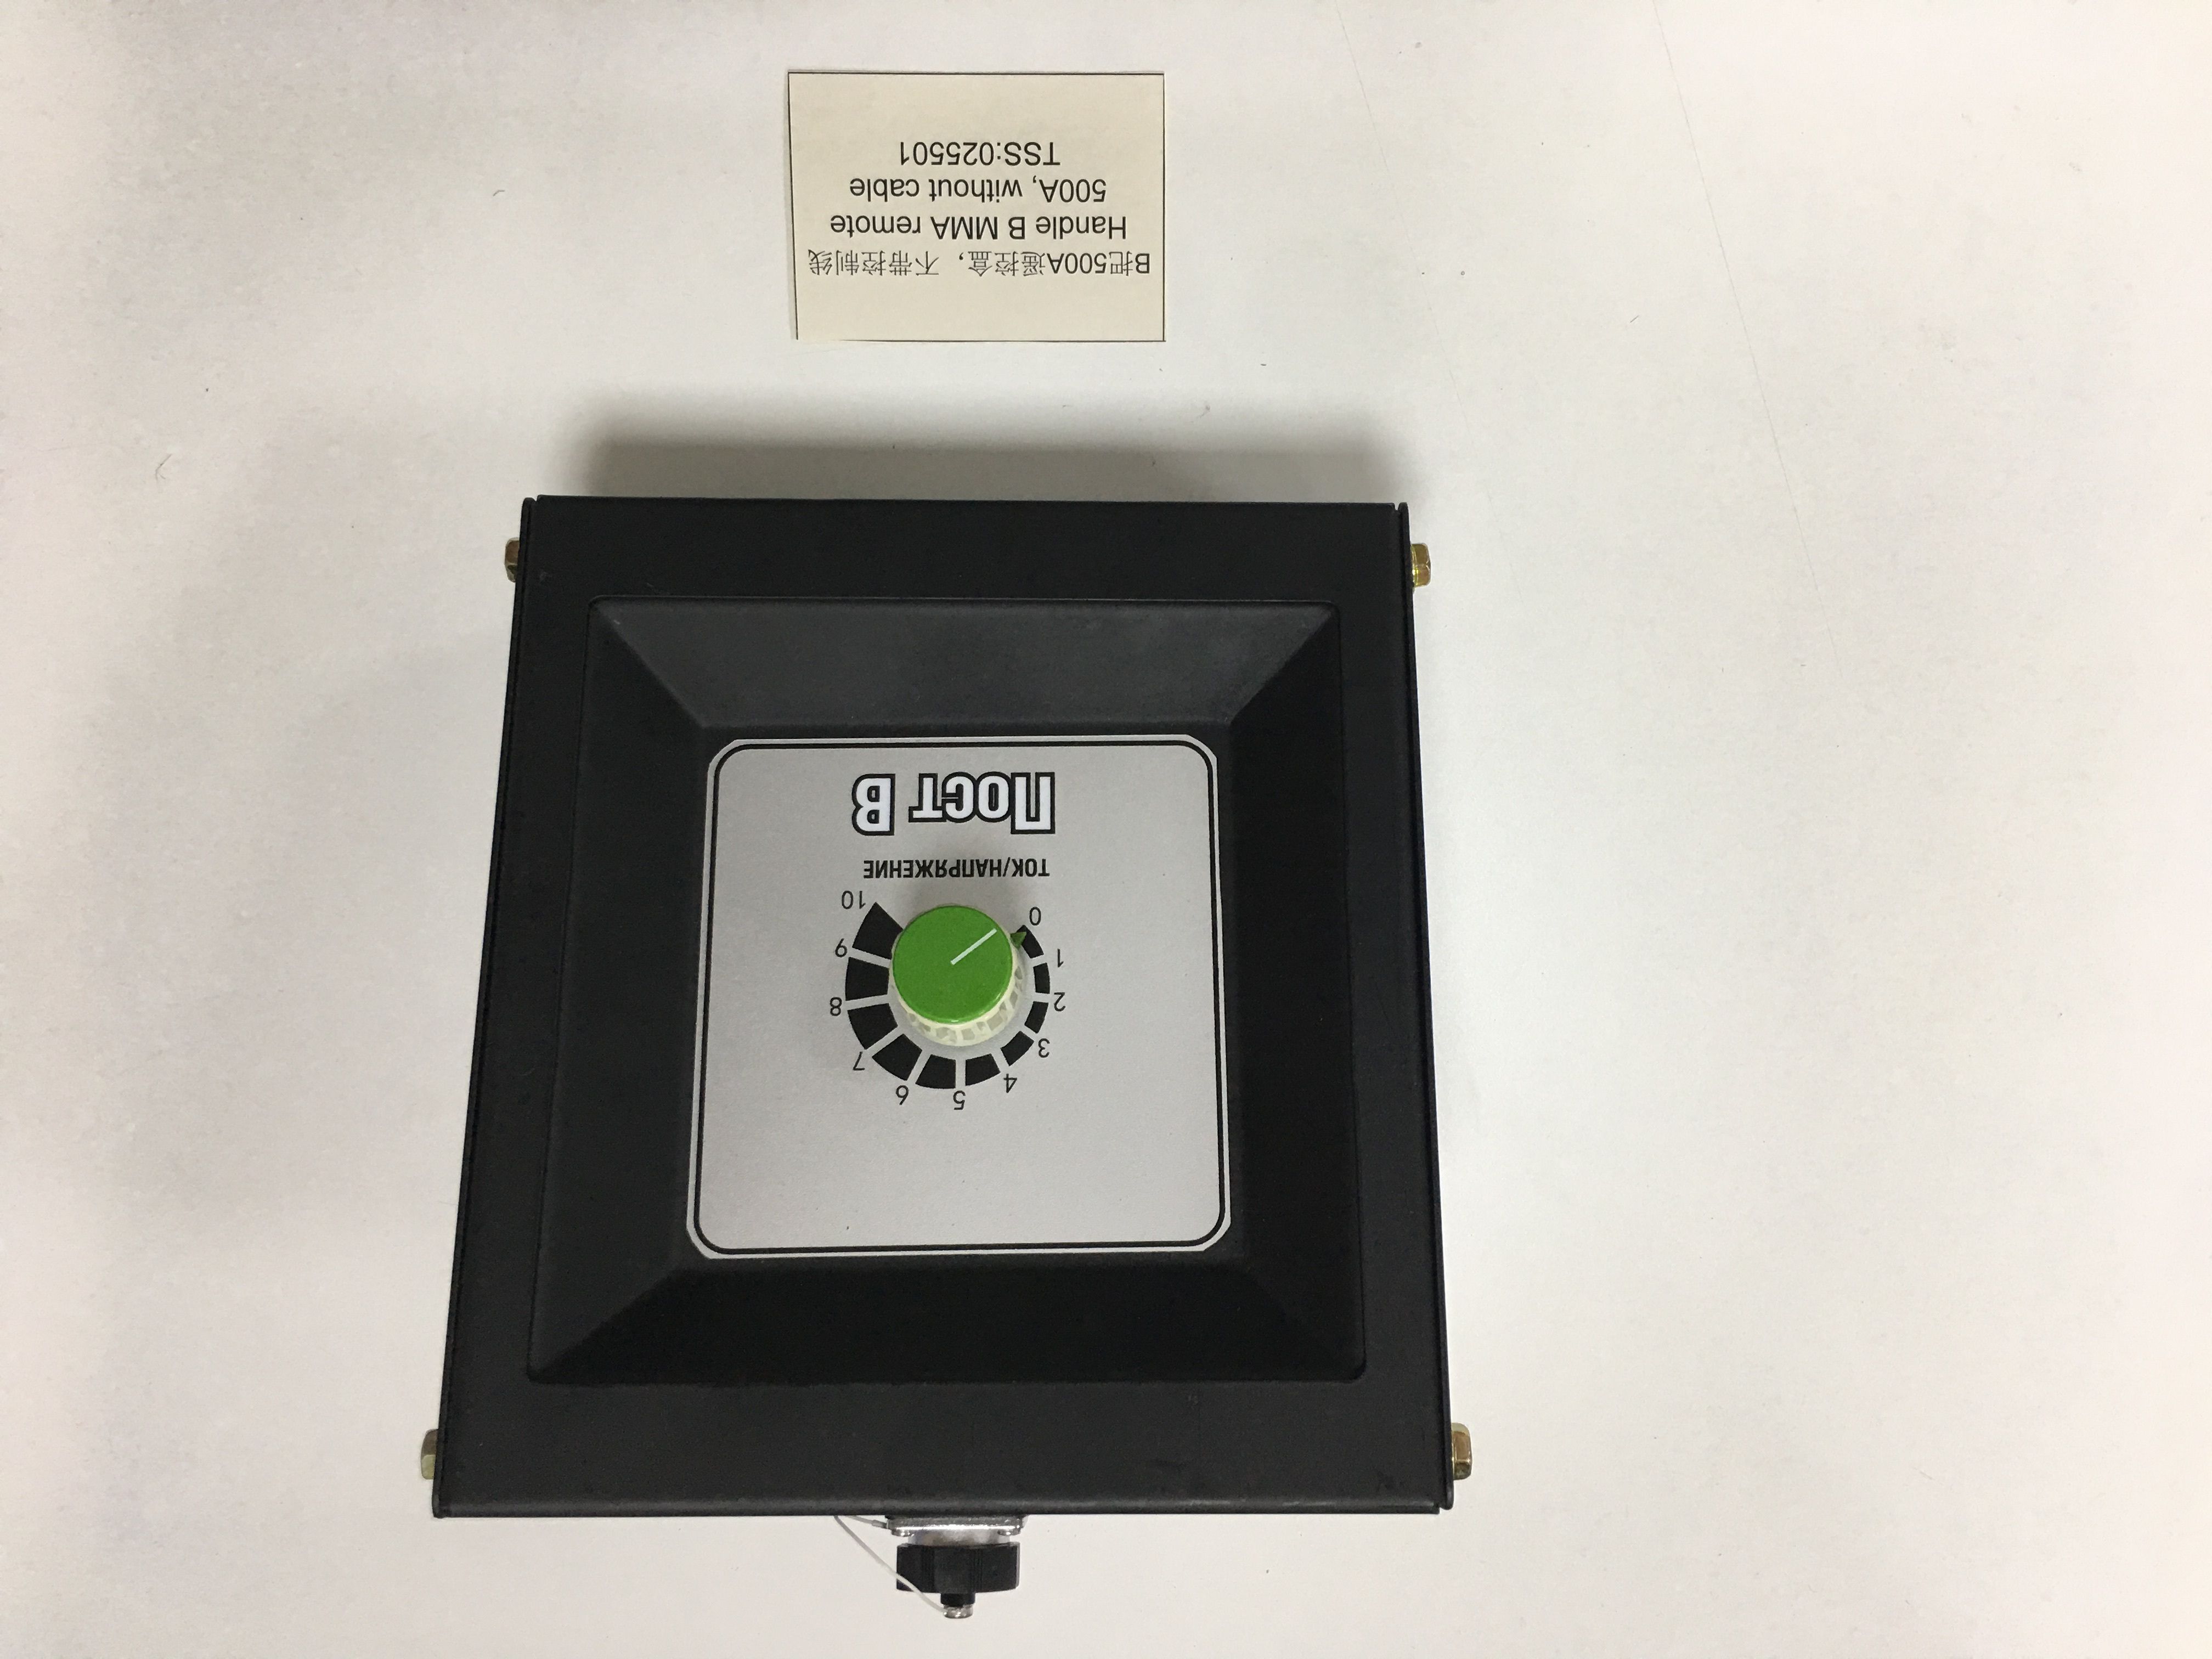 B把500A遥控盒，不带控制线
Handle B MMA remote
500A, without cable
TSS:025501
10
9
8
7
6
5
4
3
2
1
0
ТОК/НАПРЯЖЕНИЕ
Пост В